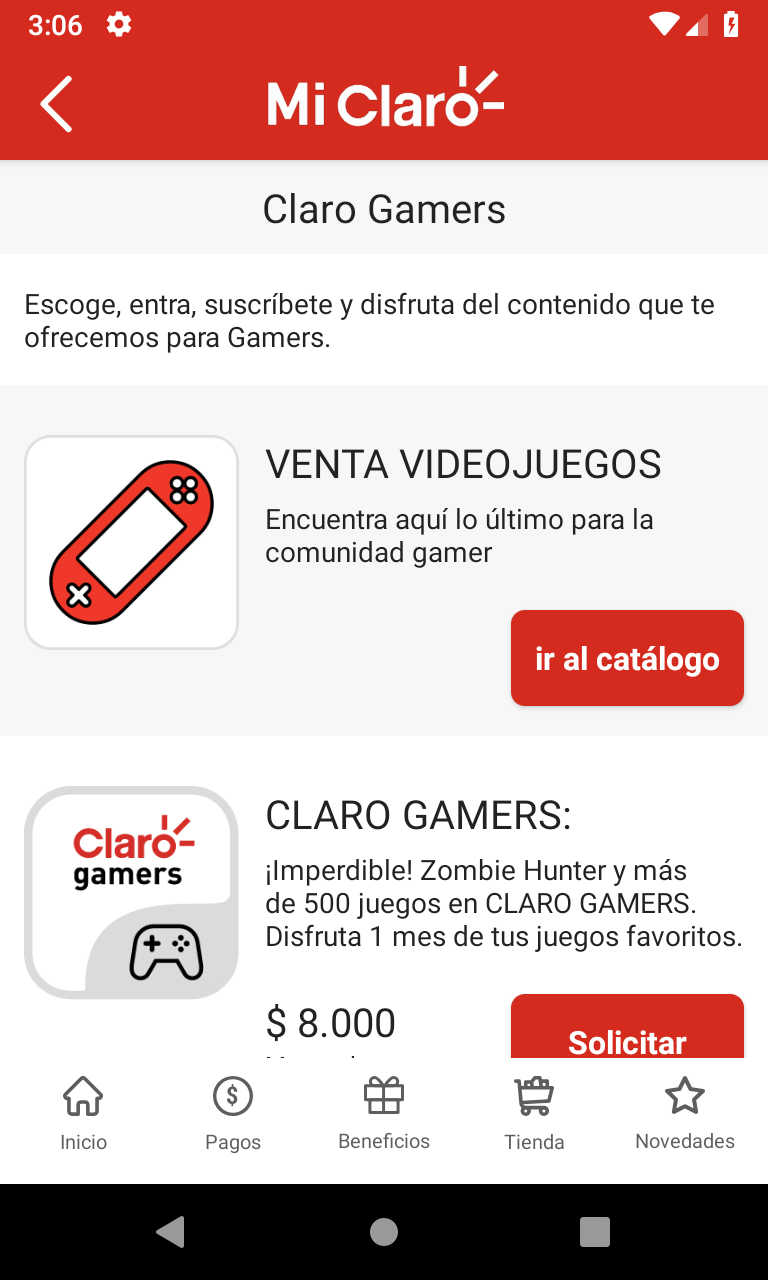 3:06
Mi Claro
Claro Gamers
Escoge, entra, suscríbete y disfruta del contenido que te
ofrecemos para Gamers.
VENTA VIDEOJUEGOS
Encuentra aquí lo último para la
comunidad gamer
ir al catálogo
Claro
gamers
CLARO GAMERS:
¡Imperdible! Zombie Hunter y más
de 500 juegos en CLARO GAMERS.
Disfruta 1 mes de tus juegos favoritos.
$ 8.000
Solicitar
Inicio
Pagos
Beneficios
Tienda
Novedades